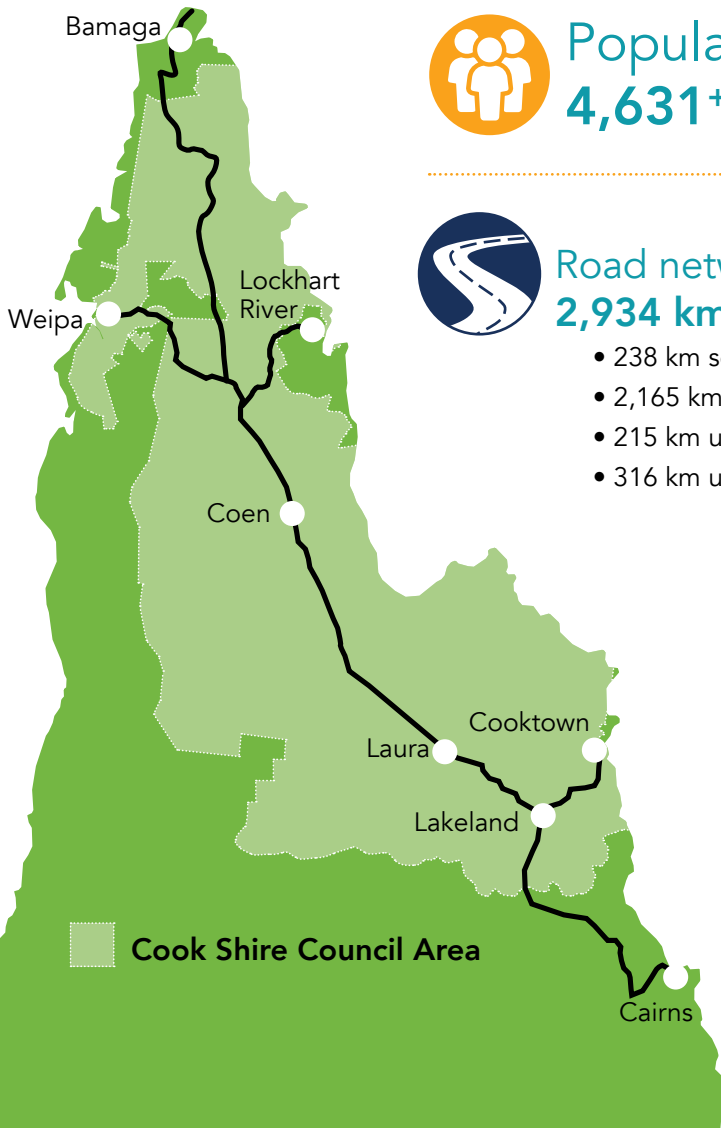 Bamaga
Popula
4,631+
Lockhart
River
Weipa
Road netw
2,934 km
• 238 km s
• 2,165 km
• 215 km u
• 316 km u
Coen
Cooktown
Laura
Lakeland
Cook Shire Council Area
Cairns